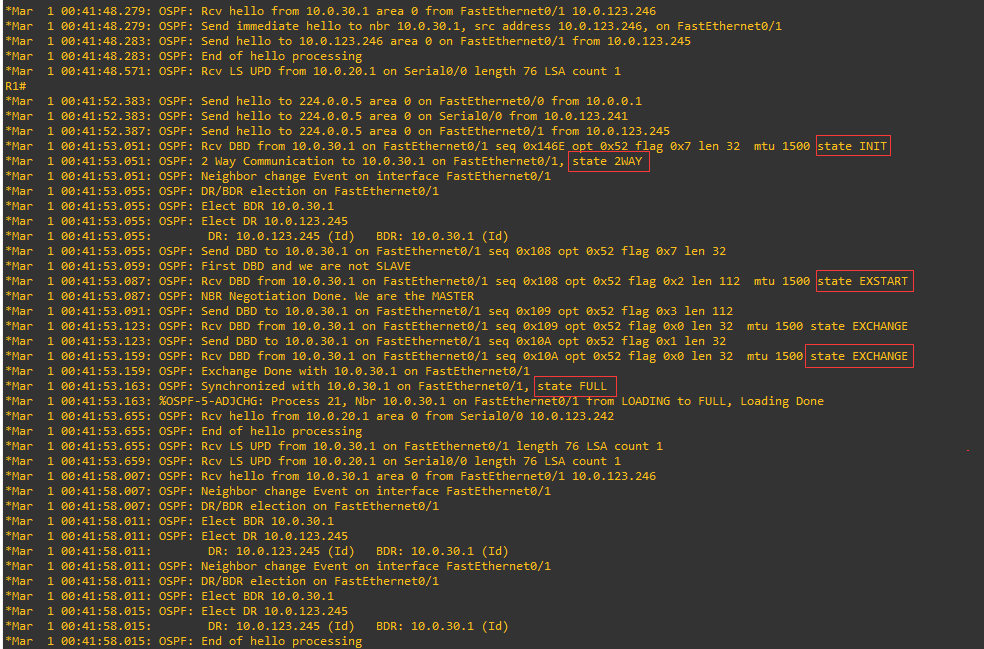 *Mar  1 00:41:48.279: OSPF: Rcv hello from 10.0.30.1 area 0 from FastEthernet0/1 10.0.123.246
*Mar  1 00:41:48.279: OSPF: Send immediate hello to nbr 10.0.30.1, src address 10.0.123.246, on FastEthernet0/1
*Mar  1 00:41:48.283: OSPF: Send hello to 10.0.123.246 area 0 on FastEthernet0/1 from 10.0.123.245
*Mar  1 00:41:48.283: OSPF: End of hello processing
*Mar  1 00:41:48.571: OSPF: Rcv LS UPD from 10.0.20.1 on Serial0/0 length 76 LSA count 1
R1#
*Mar  1 00:41:52.383: OSPF: Send hello to 224.0.0.5 area 0 on FastEthernet0/0 from 10.0.0.1
*Mar  1 00:41:52.383: OSPF: Send hello to 224.0.0.5 area 0 on Serial0/0 from 10.0.123.241
*Mar  1 00:41:52.387: OSPF: Send hello to 224.0.0.5 area 0 on FastEthernet0/1 from 10.0.123.245
*Mar  1 00:41:53.051: OSPF: Rcv DBD from 10.0.30.1 on FastEthernet0/1 seq 0x146E opt 0x52 flag 0x7 len 32  mtu 1500 state INIT
*Mar  1 00:41:53.051: OSPF: 2 Way Communication to 10.0.30.1 on FastEthernet0/1, state 2WAY
*Mar  1 00:41:53.051: OSPF: Neighbor change Event on interface FastEthernet0/1
*Mar  1 00:41:53.055: OSPF: DR/BDR election on FastEthernet0/1
*Mar  1 00:41:53.055: OSPF: Elect BDR 10.0.30.1
*Mar  1 00:41:53.055: OSPF: Elect DR 10.0.123.245
*Mar  1 00:41:53.055:        DR: 10.0.123.245 (Id)   BDR: 10.0.30.1 (Id)
*Mar  1 00:41:53.055: OSPF: Send DBD to 10.0.30.1 on FastEthernet0/1 seq 0x108 opt 0x52 flag 0x7 len 32
*Mar  1 00:41:53.059: OSPF: First DBD and we are not SLAVE
*Mar  1 00:41:53.087: OSPF: Rcv DBD from 10.0.30.1 on FastEthernet0/1 seq 0x108 opt 0x52 flag 0x2 len 112  mtu 1500 state EXSTART
*Mar  1 00:41:53.087: OSPF: NBR Negotiation Done. We are the MASTER
*Mar  1 00:41:53.091: OSPF: Send DBD to 10.0.30.1 on FastEthernet0/1 seq 0x109 opt 0x52 flag 0x3 len 112
*Mar  1 00:41:53.123: OSPF: Rcv DBD from 10.0.30.1 on FastEthernet0/1 seq 0x109 opt 0x52 flag 0x0 len 32  mtu 1500 state EXCHANGE
*Mar  1 00:41:53.123: OSPF: Send DBD to 10.0.30.1 on FastEthernet0/1 seq 0x10A opt 0x52 flag 0x1 len 32
*Mar  1 00:41:53.159: OSPF: Rcv DBD from 10.0.30.1 on FastEthernet0/1 seq 0x10A opt 0x52 flag 0x0 len 32  mtu 1500 state EXCHANGE
*Mar  1 00:41:53.159: OSPF: Exchange Done with 10.0.30.1 on FastEthernet0/1
*Mar  1 00:41:53.163: OSPF: Synchronized with 10.0.30.1 on FastEthernet0/1, state FULL
*Mar  1 00:41:53.163: %OSPF-5-ADJCHG: Process 21, Nbr 10.0.30.1 on FastEthernet0/1 from LOADING to FULL, Loading Done
*Mar  1 00:41:53.655: OSPF: Rcv hello from 10.0.20.1 area 0 from Serial0/0 10.0.123.242
*Mar  1 00:41:53.655: OSPF: End of hello processing
*Mar  1 00:41:53.655: OSPF: Rcv LS UPD from 10.0.30.1 on FastEthernet0/1 length 76 LSA count 1
*Mar  1 00:41:53.659: OSPF: Rcv LS UPD from 10.0.20.1 on Serial0/0 length 76 LSA count 1
*Mar  1 00:41:58.007: OSPF: Rcv hello from 10.0.30.1 area 0 from FastEthernet0/1 10.0.123.246
*Mar  1 00:41:58.007: OSPF: Neighbor change Event on interface FastEthernet0/1
*Mar  1 00:41:58.007: OSPF: DR/BDR election on FastEthernet0/1
*Mar  1 00:41:58.011: OSPF: Elect BDR 10.0.30.1
*Mar  1 00:41:58.011: OSPF: Elect DR 10.0.123.245
*Mar  1 00:41:58.011:        DR: 10.0.123.245 (Id)   BDR: 10.0.30.1 (Id)
*Mar  1 00:41:58.011: OSPF: Neighbor change Event on interface FastEthernet0/1
*Mar  1 00:41:58.011: OSPF: DR/BDR election on FastEthernet0/1
*Mar  1 00:41:58.011: OSPF: Elect BDR 10.0.30.1
*Mar  1 00:41:58.015: OSPF: Elect DR 10.0.123.245
*Mar  1 00:41:58.015:        DR: 10.0.123.245 (Id)   BDR: 10.0.30.1 (Id)
*Mar  1 00:41:58.015: OSPF: End of hello processing